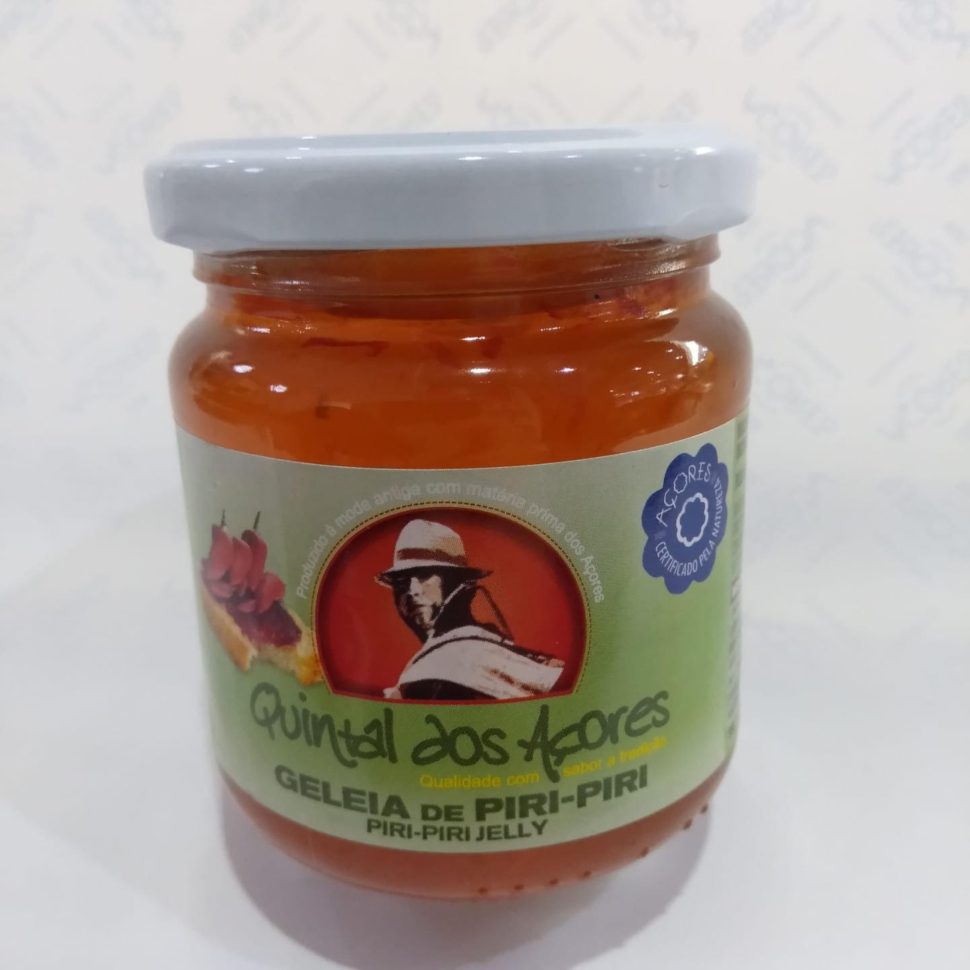 Produzido à moda antiga com matéria prima dos Açores
AÇORES
CERTIFICADO PELA NATUREZA
Quintal dos Açores
Qualidade com sabor a tradição
GELEIA DE PIRI-PIRI
PIRI-PIRI JELLY